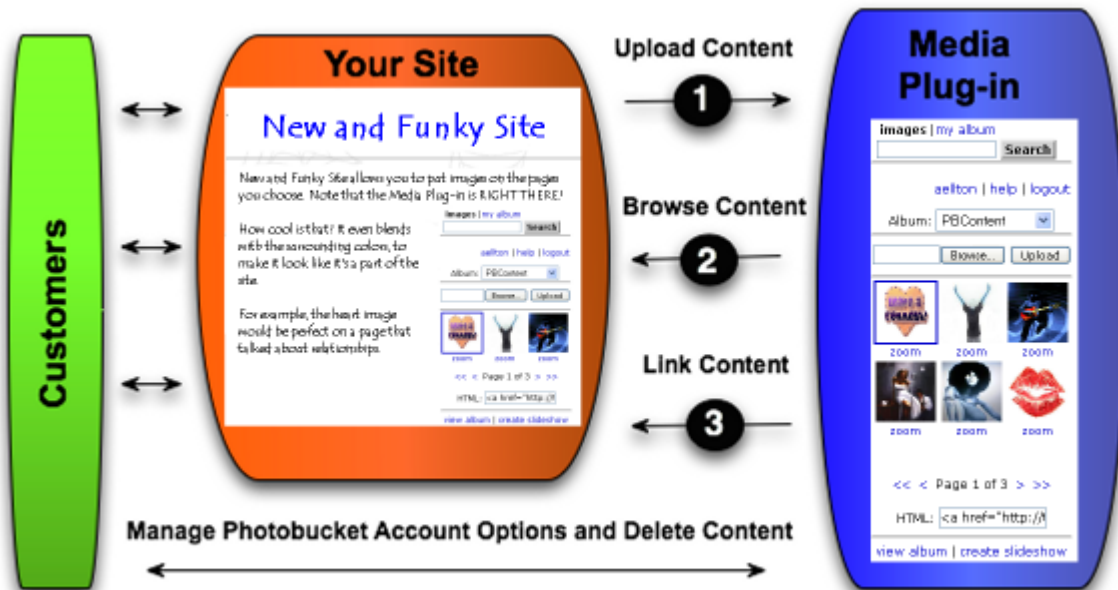 Customers
Your Site
New and Funky Site
New and Funky Site allows you to put images on the pages
you choose. Note that the Media Plug-in is RIGHT THERE!
How cool is that? It even blends
with the surrounding colors, to
make it look like it's a part of the
site.
For example, the heart image
would be perfect on a page that
talked about relationships.
images | my album
Search
aellton | help | logout
Album: PBContent
Browse... Upload
zoom zoom zoom
<< < Page 1 of 3 > >>
HTML: <a href="http://
view album | create slideshow
Upload Content
1
Browse Content
2
Link Content
3
Manage Photobucket Account Options and Delete Content
Media
Plug-in
images | my album
Search
aellton | help | logout
Album: PBContent
Browse... Upload
zoom zoom zoom
zoom zoom zoom
<< < Page 1 of 3 > >>
HTML: <a href="http://
view album | create slideshow